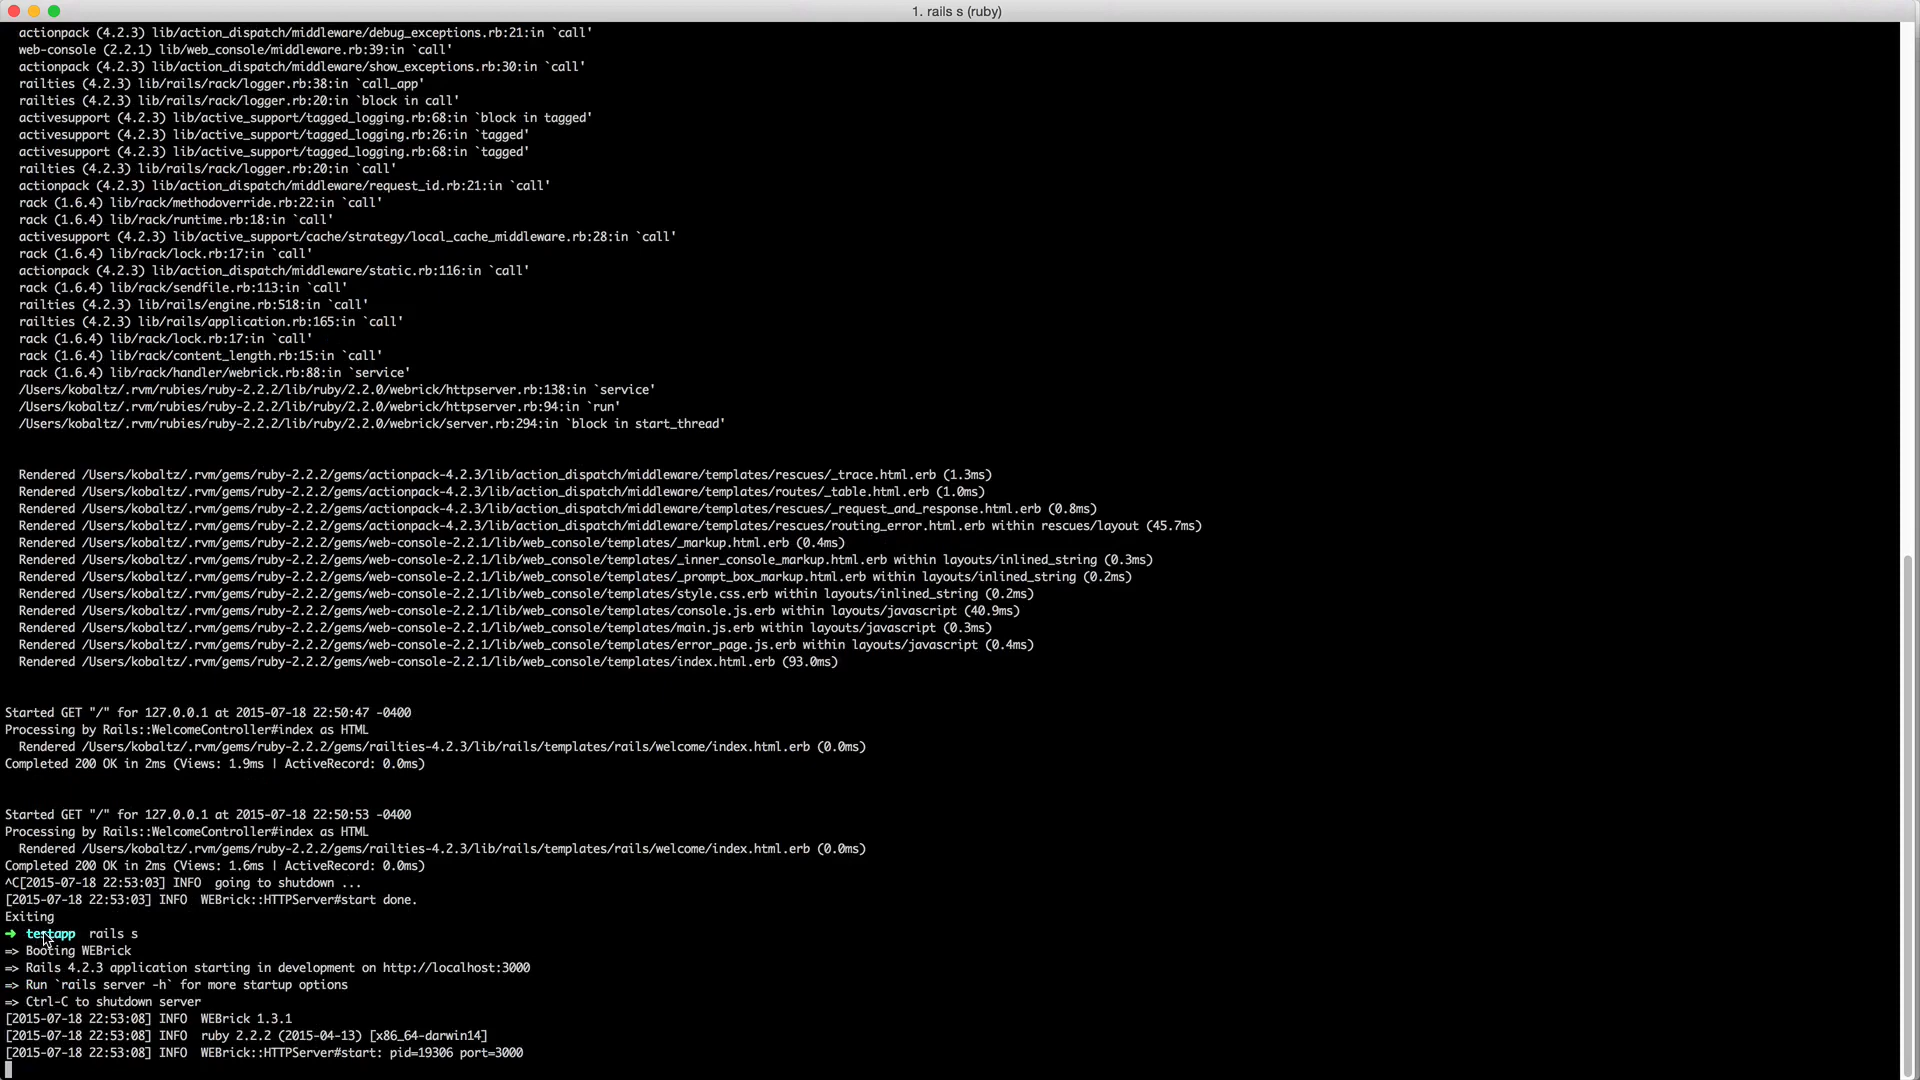 1. rails s (ruby)
actionpack (4.2.3) lib/action_dispatch/middleware/debug_exceptions.rb:21:in `call'
web-console (2.2.1) lib/web_console/middleware.rb:39:in `call'
actionpack (4.2.3) lib/action_dispatch/middleware/show_exceptions.rb:30:in `call'
railties (4.2.3) lib/rails/rack/logger.rb:38:in `call_app'
railties (4.2.3) lib/rails/rack/logger.rb:20:in `block in call'
activesupport (4.2.3) lib/active_support/tagged_logging.rb:68:in `block in tagged'
activesupport (4.2.3) lib/active_support/tagged_logging.rb:26:in `tagged'
activesupport (4.2.3) lib/active_support/tagged_logging.rb:68:in `tagged'
railties (4.2.3) lib/rails/rack/logger.rb:20:in `call'
actionpack (4.2.3) lib/action_dispatch/middleware/request_id.rb:21:in `call'
rack (1.6.4) lib/rack/methodoverride.rb:22:in `call'
rack (1.6.4) lib/rack/runtime.rb:18:in `call'
activesupport (4.2.3) lib/active_support/cache/strategy/local_cache_middleware.rb:28:in `call'
rack (1.6.4) lib/rack/lock.rb:17:in `call'
actionpack (4.2.3) lib/action_dispatch/middleware/static.rb:116:in `call'
rack (1.6.4) lib/rack/sendfile.rb:113:in `call'
railties (4.2.3) lib/rails/engine.rb:518:in `call'
railties (4.2.3) lib/rails/application.rb:165:in `call'
rack (1.6.4) lib/rack/lock.rb:17:in `call'
rack (1.6.4) lib/rack/content_length.rb:15:in `call'
rack (1.6.4) lib/rack/handler/webrick.rb:88:in `service'
/Users/kobaltz/.rvm/rubies/ruby-2.2.2/lib/ruby/2.2.0/webrick/httpserver.rb:138:in `service'
/Users/kobaltz/.rvm/rubies/ruby-2.2.2/lib/ruby/2.2.0/webrick/httpserver.rb:94:in `run'
/Users/kobaltz/.rvm/rubies/ruby-2.2.2/lib/ruby/2.2.0/webrick/server.rb:294:in `block in start_thread'
Rendered /Users/kobaltz/.rvm/gems/ruby-2.2.2/gems/actionpack-4.2.3/lib/action_dispatch/middleware/templates/rescues/_trace.html.erb (1.3ms)
Rendered /Users/kobaltz/.rvm/gems/ruby-2.2.2/gems/actionpack-4.2.3/lib/action_dispatch/middleware/templates/routes/_table.html.erb (1.0ms)
Rendered /Users/kobaltz/.rvm/gems/ruby-2.2.2/gems/actionpack-4.2.3/lib/action_dispatch/middleware/templates/rescues/_request_and_response.html.erb (0.8ms)
Rendered /Users/kobaltz/.rvm/gems/ruby-2.2.2/gems/actionpack-4.2.3/lib/action_dispatch/middleware/templates/rescues/routing_error.html.erb within rescues/layout (45.7ms)
Rendered /Users/kobaltz/.rvm/gems/ruby-2.2.2/gems/web-console-2.2.1/lib/web_console/templates/_markup.html.erb (0.4ms)
Rendered /Users/kobaltz/.rvm/gems/ruby-2.2.2/gems/web-console-2.2.1/lib/web_console/templates/_inner_console_markup.html.erb within layouts/inlined_string (0.3ms)
Rendered /Users/kobaltz/.rvm/gems/ruby-2.2.2/gems/web-console-2.2.1/lib/web_console/templates/_prompt_box_markup.html.erb within layouts/inlined_string (0.2ms)
Rendered /Users/kobaltz/.rvm/gems/ruby-2.2.2/gems/web-console-2.2.1/lib/web_console/templates/style.css.erb within layouts/inlined_string (0.2ms)
Rendered /Users/kobaltz/.rvm/gems/ruby-2.2.2/gems/web-console-2.2.1/lib/web_console/templates/console.js.erb within layouts/javascript (40.9ms)
Rendered /Users/kobaltz/.rvm/gems/ruby-2.2.2/gems/web-console-2.2.1/lib/web_console/templates/main.js.erb within layouts/javascript (0.3ms)
Rendered /Users/kobaltz/.rvm/gems/ruby-2.2.2/gems/web-console-2.2.1/lib/web_console/templates/error_page.js.erb within layouts/javascript (0.4ms)
Rendered /Users/kobaltz/.rvm/gems/ruby-2.2.2/gems/web-console-2.2.1/lib/web_console/templates/index.html.erb (93.0ms)
Started GET "/" for 127.0.0.1 at 2015-07-18 22:50:47 -0400
Processing by Rails::WelcomeController#index as HTML
Rendered /Users/kobaltz/.rvm/gems/ruby-2.2.2/gems/railties-4.2.3/lib/rails/templates/rails/welcome/index.html.erb (0.0ms)
Completed 200 OK in 2ms (Views: 1.9ms | ActiveRecord: 0.0ms)
Started GET "/" for 127.0.0.1 at 2015-07-18 22:50:53 -0400
Processing by Rails::WelcomeController#index as HTML
Rendered /Users/kobaltz/.rvm/gems/ruby-2.2.2/gems/railties-4.2.3/lib/rails/templates/rails/welcome/index.html.erb (0.0ms)
Completed 200 OK in 2ms (Views: 1.6ms | ActiveRecord: 0.0ms)
^C[2015-07-18 22:53:03] INFO  going to shutdown ...
[2015-07-18 22:53:03] INFO  WEBrick::HTTPServer#start done.
Exiting
➜  testapp  rails s
=> Booting WEBrick
=> Rails 4.2.3 application starting in development on http://localhost:3000
=> Run `rails server -h` for more startup options
=> Ctrl-C to shutdown server
[2015-07-18 22:53:08] INFO  WEBrick 1.3.1
[2015-07-18 22:53:08] INFO  ruby 2.2.2 (2015-04-13) [x86_64-darwin14]
[2015-07-18 22:53:08] INFO  WEBrick::HTTPServer#start: pid=19306 port=3000